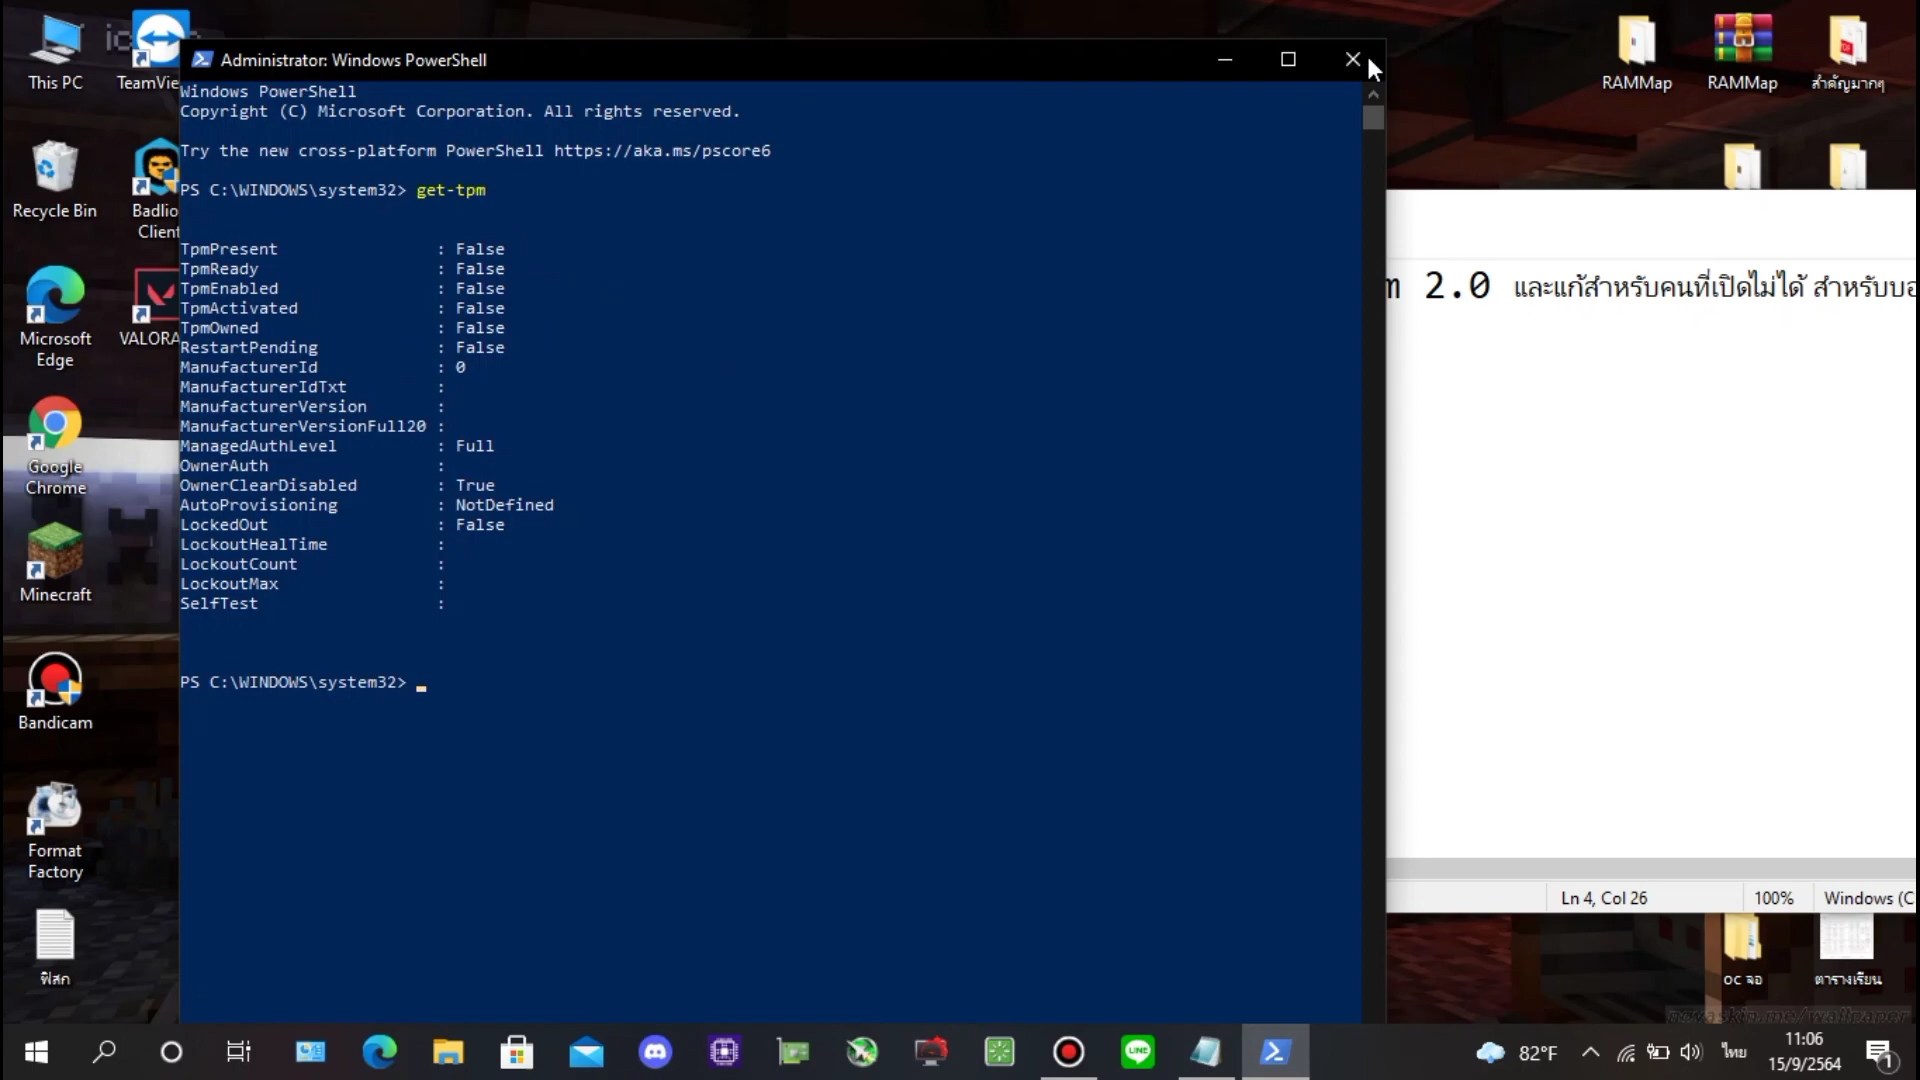 This PC
TeamVie
Administrator: Windows PowerShell
RAMMap
RAMMap
สำคัญมากๆ
Windows PowerShell
Copyright (C) Microsoft Corporation. All rights reserved.
Try the new cross-platform PowerShell https://aka.ms/pscore6
PS C:\WINDOWS\system32> get-tpm
Recycle Bin
Badlio
Client
TpmPresent : False
TpmReady : False
TpmEnabled : False
TpmActivated : False
TpmOwned : False
RestartPending : False
ManufacturerId : 0
ManufacturerIdTxt :
ManufacturerVersion :
ManufacturerVersionFull20 :
ManagedAuthLevel : Full
OwnerAuth :
OwnerClearDisabled : True
AutoProvisioning : NotDefined
LockedOut : False
LockoutHealTime :
LockoutCount :
LockoutMax :
SelfTest :
PS C:\WINDOWS\system32>
m 2.0 และแก้สำหรับคนที่เปิดไม่ได้ สำหรับบอ
Microsoft
Edge
VALORA
Google
Chrome
Minecraft
Bandicam
Format
Factory
ฟิสิก
Ln 4, Col 26
100%
Windows (C
oc จอ
ตารางเรียน
LINE
82°F
ไทย
11:06
15/9/2564
1